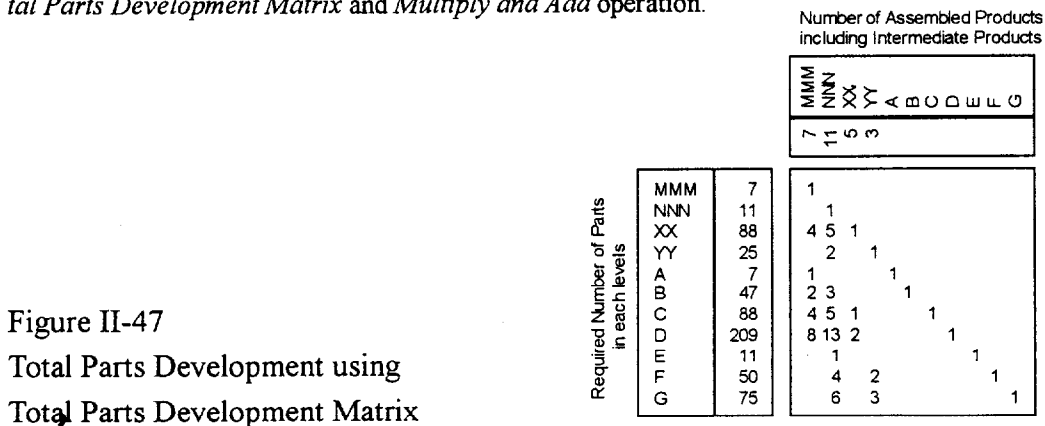 tal Parts Development Matrix and Multiply and Add operation.
Number of Assembled Products
including Intermediate Products
MMM NNN XX YY A B C D E F G
7 11 5 3
Required Number of Parts
in each levels
MMM 7 1
NNN 11 1
XX 88 4 5 1
YY 25 2 1
A 7 1 1
B 47 2 3 1
C 88 4 5 1 1
D 209 8 13 2 1
E 11 1 1
F 50 4 2 1
G 75 6 3 1
Figure II-47
Total Parts Development using
Total Parts Development Matrix